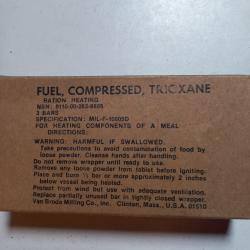 FUEL, COMPRESSED, TRIOXANE
RATION HEATING
NSN: 9110-00-263-9865
3 BARS
SPECIFICATION: MIL-F-10805D
FOR HEATING COMPONENTS OF A MEAL
DIRECTIONS:
WARNING: HARMFUL IF SWALLOWED.
Take precautions to avoid contamination of food by
loose powder. Cleanse hands after handling.
Do not remove wrapper until ready to use.
Remove any loose powder from tablet before igniting.
Place and burn ½ bar or more approximately 2 inches
below vessel being heated.
Protect from wind but use with adequate ventilation.
Replace partially unused bar in tightly closed wrapper.
Van Brode Milling Co., Inc. Clinton, Mass., U.S.A. 01510